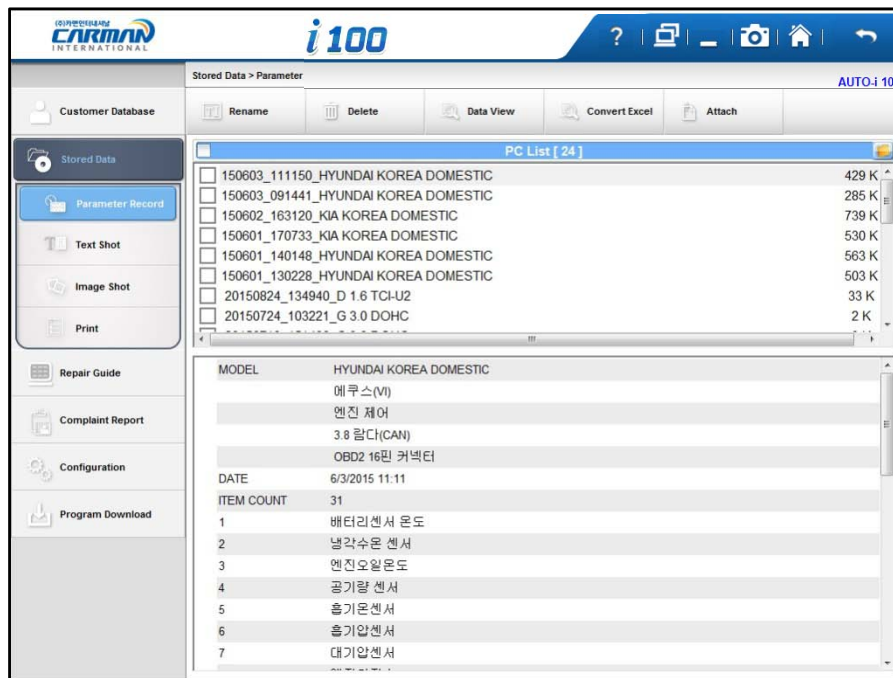 (주)카맨인터내셔날
CARMAN
INTERNATIONAL
i 100
?
Stored Data > Parameter
AUTO-i 10
Customer Database
Rename
Delete
Data View
Convert Excel
Attach
Stored Data
Parameter Record
Text Shot
Image Shot
Print
Repair Guide
Complaint Report
Configuration
Program Download
PC List [ 24 ]
150603_111150_HYUNDAI KOREA DOMESTIC 429 K
150603_091441_HYUNDAI KOREA DOMESTIC 285 K
150602_163120_KIA KOREA DOMESTIC 739 K
150601_170733_KIA KOREA DOMESTIC 530 K
150601_140148_HYUNDAI KOREA DOMESTIC 563 K
150601_130228_HYUNDAI KOREA DOMESTIC 503 K
20150824_134940_D 1.6 TCI-U2 33 K
20150724_103221_G 3.0 DOHC 2 K
MODEL HYUNDAI KOREA DOMESTIC
에쿠스(VI)
엔진 제어
3.8 람다(CAN)
OBD2 16핀 커넥터
DATE 6/3/2015 11:11
ITEM COUNT 31
1 배터리센서 온도
2 냉각수온 센서
3 엔진오일온도
4 공기량 센서
5 흡기온센서
6 흡기압센서
7 대기압센서